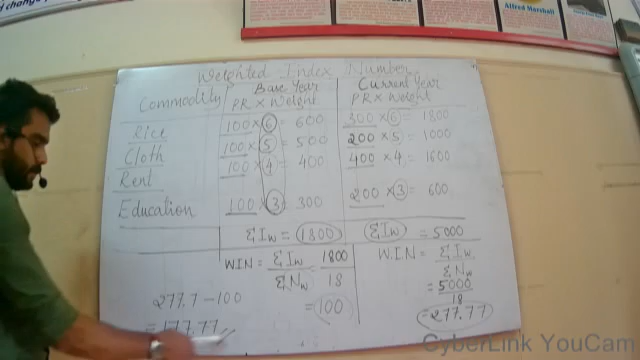 Alfred Marshall
Weighted Index Number
Commodity
Base Year
PR × Weight
Current Year
PR × Weight
Rice 100 × 6 = 600 300 × 6 = 1800
Cloth 100 × 5 = 500 200 × 5 = 1000
Rent 100 × 4 = 400 400 × 4 = 1600
Education 100 × 3 = 300 200 × 3 = 600
ΣIw = 1800 ΣIw = 5000
WIN = ΣIw / ΣNw = 1800 / 18
= 100
W.I.N = ΣIw / ΣNw
= 5000 / 18
= 277.77
277.7 - 100
= 177.77
CyberLink YouCam